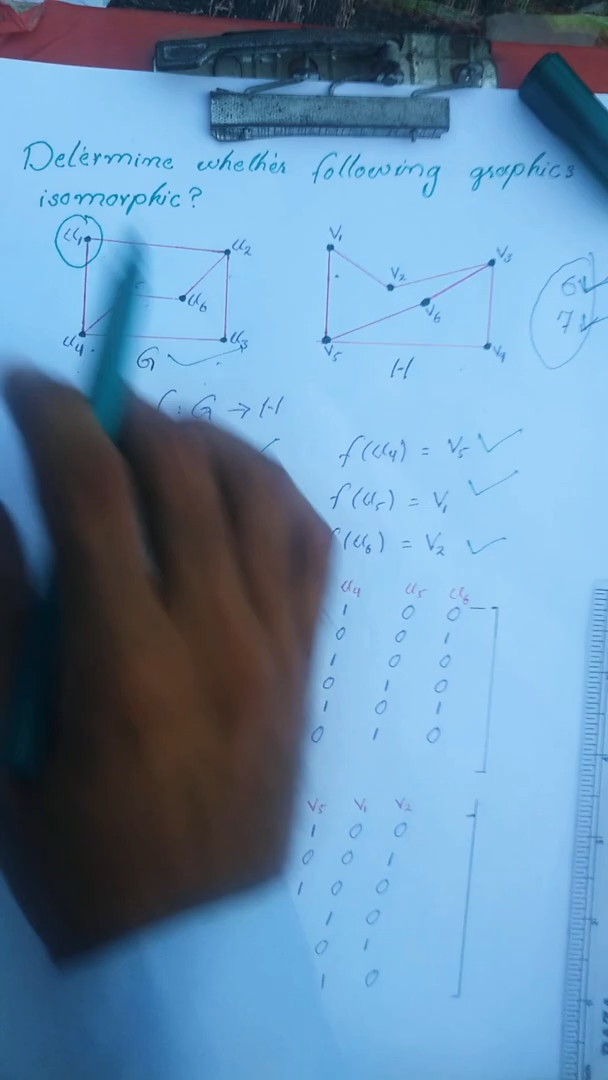 Determine whether following graphics
isomorphic?
u₁ u₂ v₁ v₃
v₂ 6 ✓
u₆ v₆ 7 ✓
u₄ u₃ v₅ v₄
G ✓ H
f : G → H
f(u₄) = v₅ ✓
f(u₅) = v₁ ✓
(u₆) = v₂ ✓
u₄ u₅ u₆
1 0 0
0 0 1
1 0 0
0 1 0
1 0 1
0 1 0
v₅ v₁ v₂
1 0 0
0 0 1
1 0 0
1 0
0 1
1 0